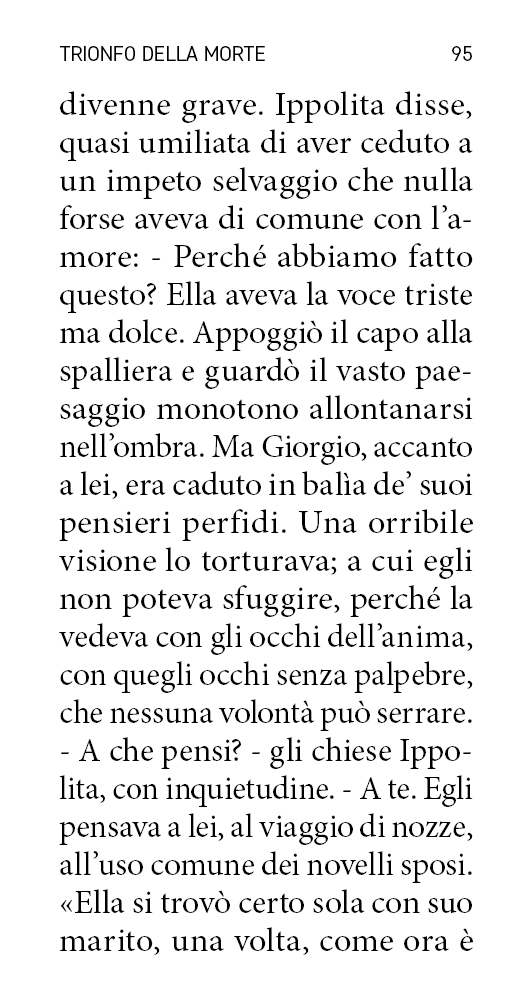 TRIONFO DELLA MORTE 95
divenne grave. Ippolita disse,
quasi umiliata di aver ceduto a
un impeto selvaggio che nulla
forse aveva di comune con l’a-
more: - Perché abbiamo fatto
questo? Ella aveva la voce triste
ma dolce. Appoggiò il capo alla
spalliera e guardò il vasto pae-
saggio monotono allontanarsi
nell’ombra. Ma Giorgio, accanto
a lei, era caduto in balìa de’ suoi
pensieri perfidi. Una orribile
visione lo torturava; a cui egli
non poteva sfuggire, perché la
vedeva con gli occhi dell’anima,
con quegli occhi senza palpebre,
che nessuna volontà può serrare.
- A che pensi? - gli chiese Ippo-
lita, con inquietudine. - A te. Egli
pensava a lei, al viaggio di nozze,
all’uso comune dei novelli sposi.
«Ella si trovò certo sola con suo
marito, una volta, come ora è